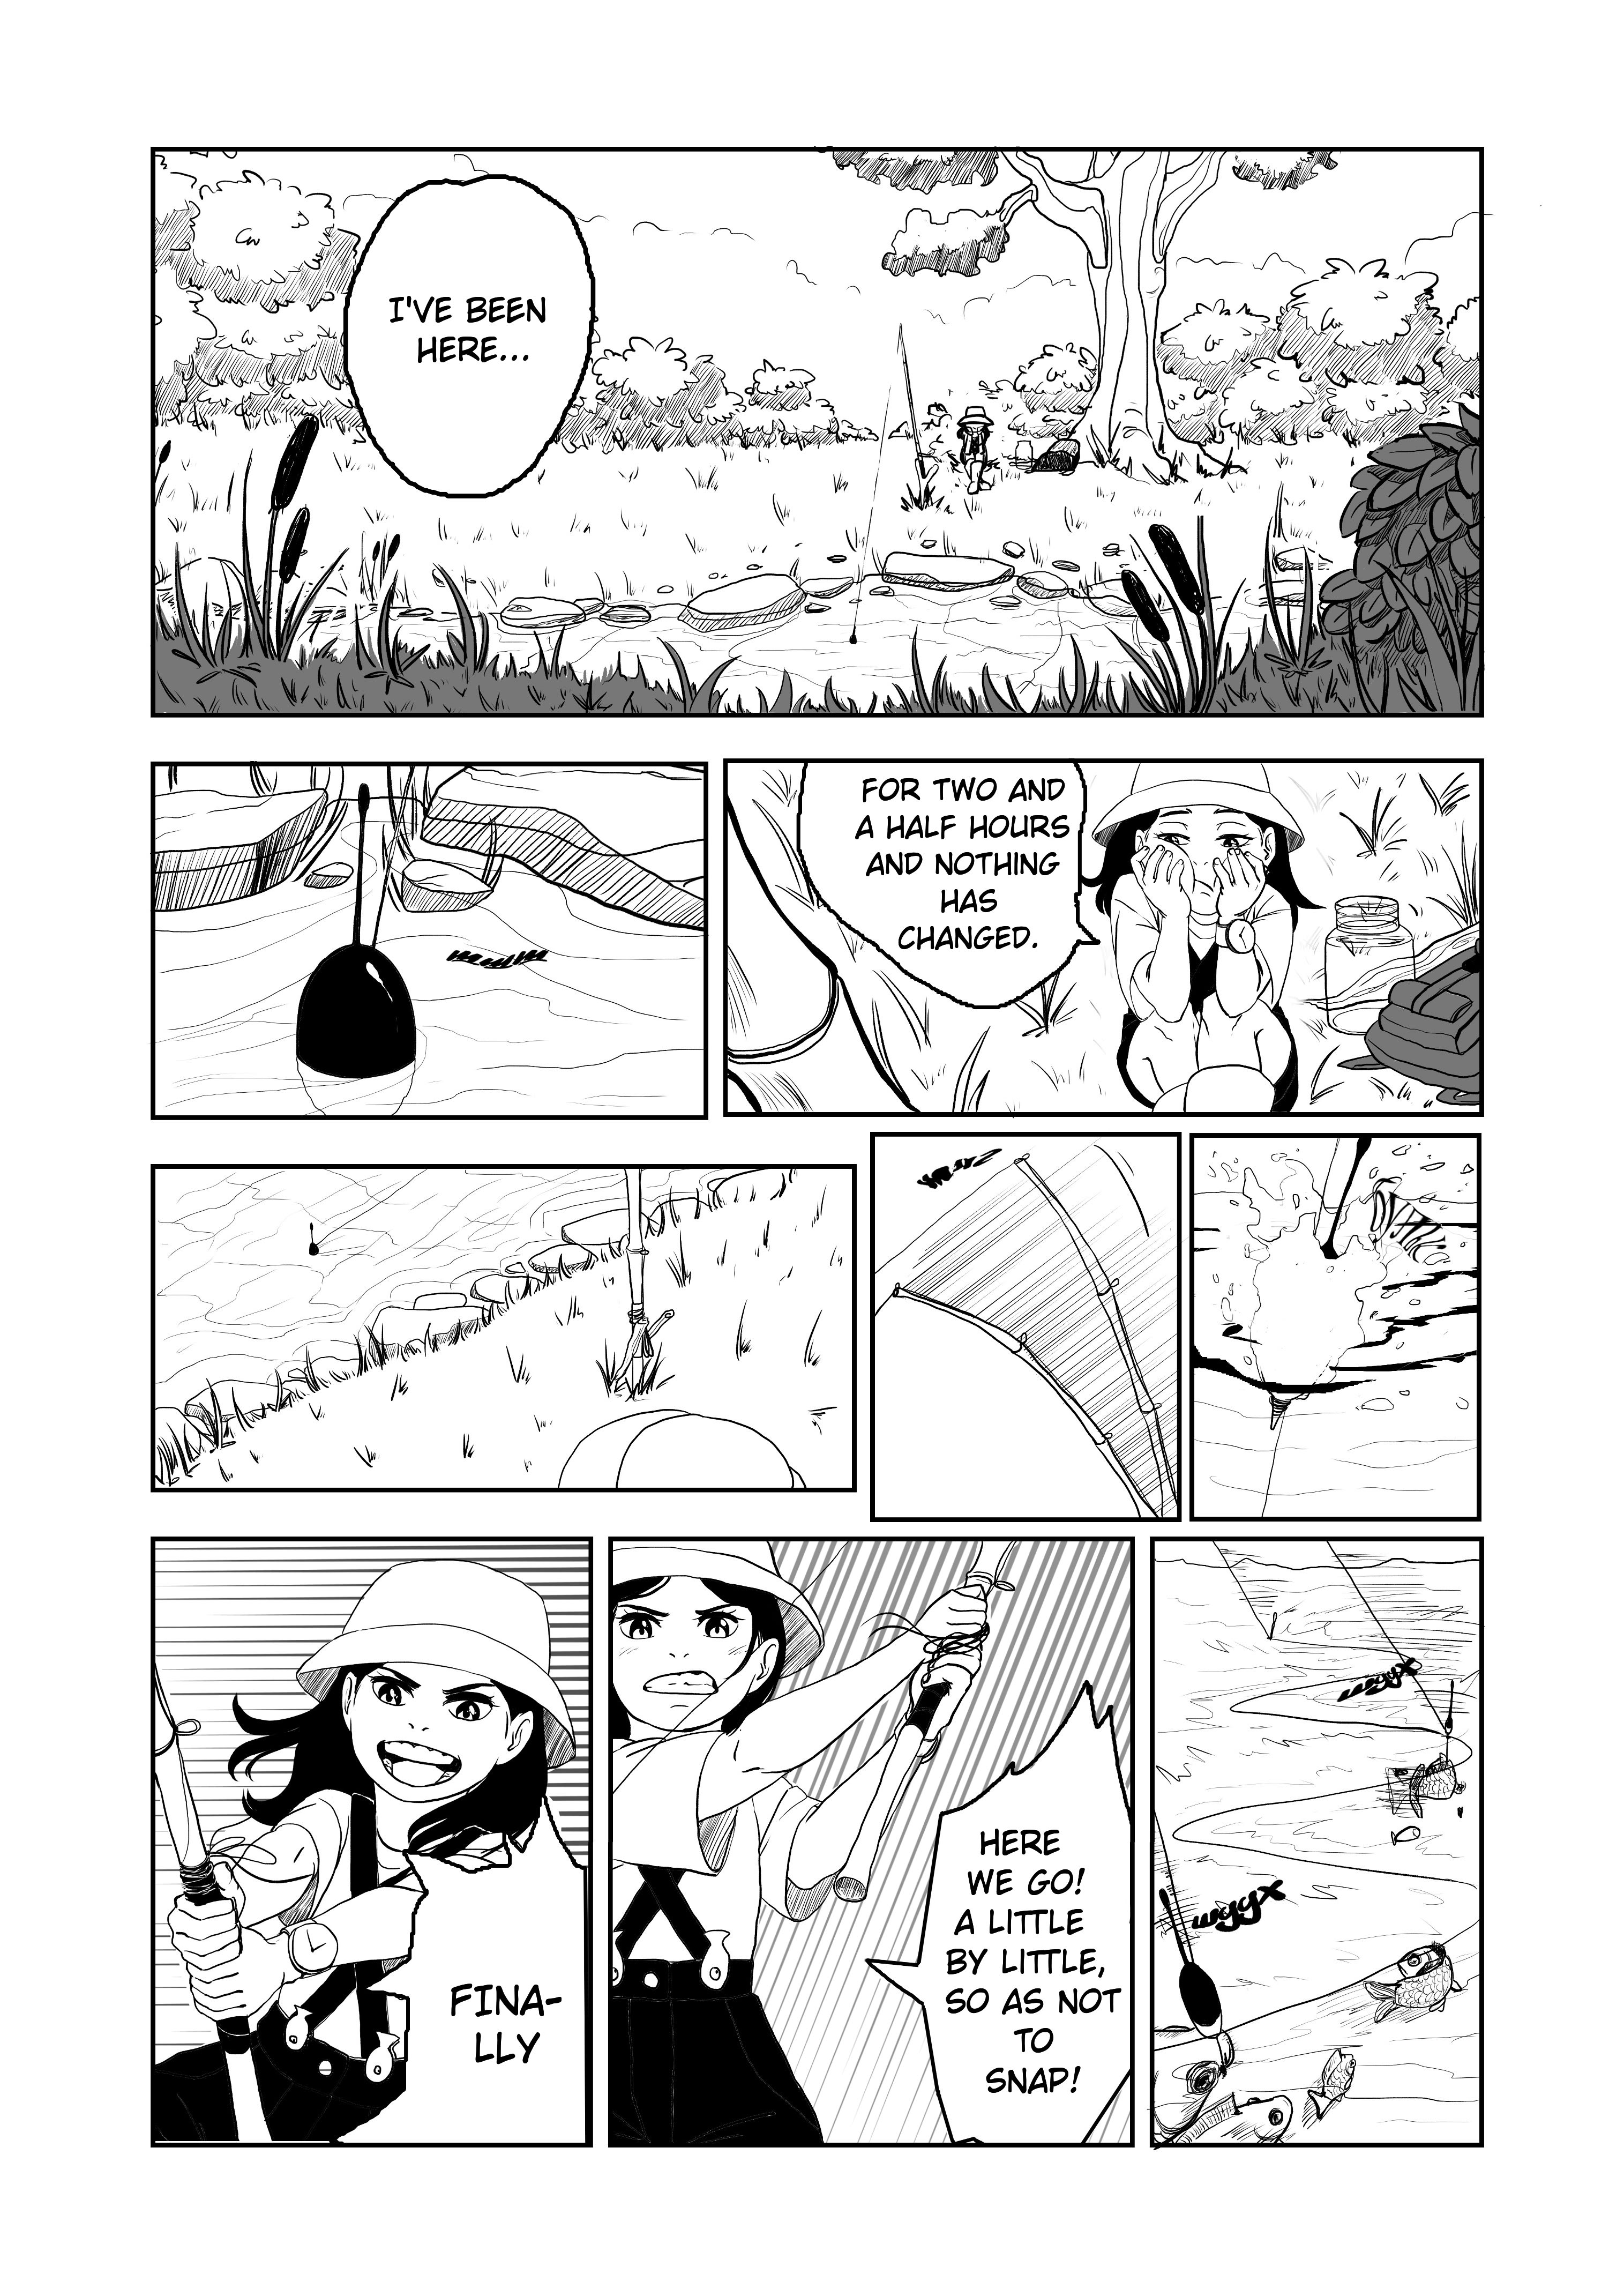 I'VE BEEN
HERE...
FOR TWO AND
A HALF HOURS
AND NOTHING
HAS
CHANGED.
FINA-
LLY
HERE
WE GO!
A LITTLE
BY LITTLE,
SO AS NOT
TO
SNAP!